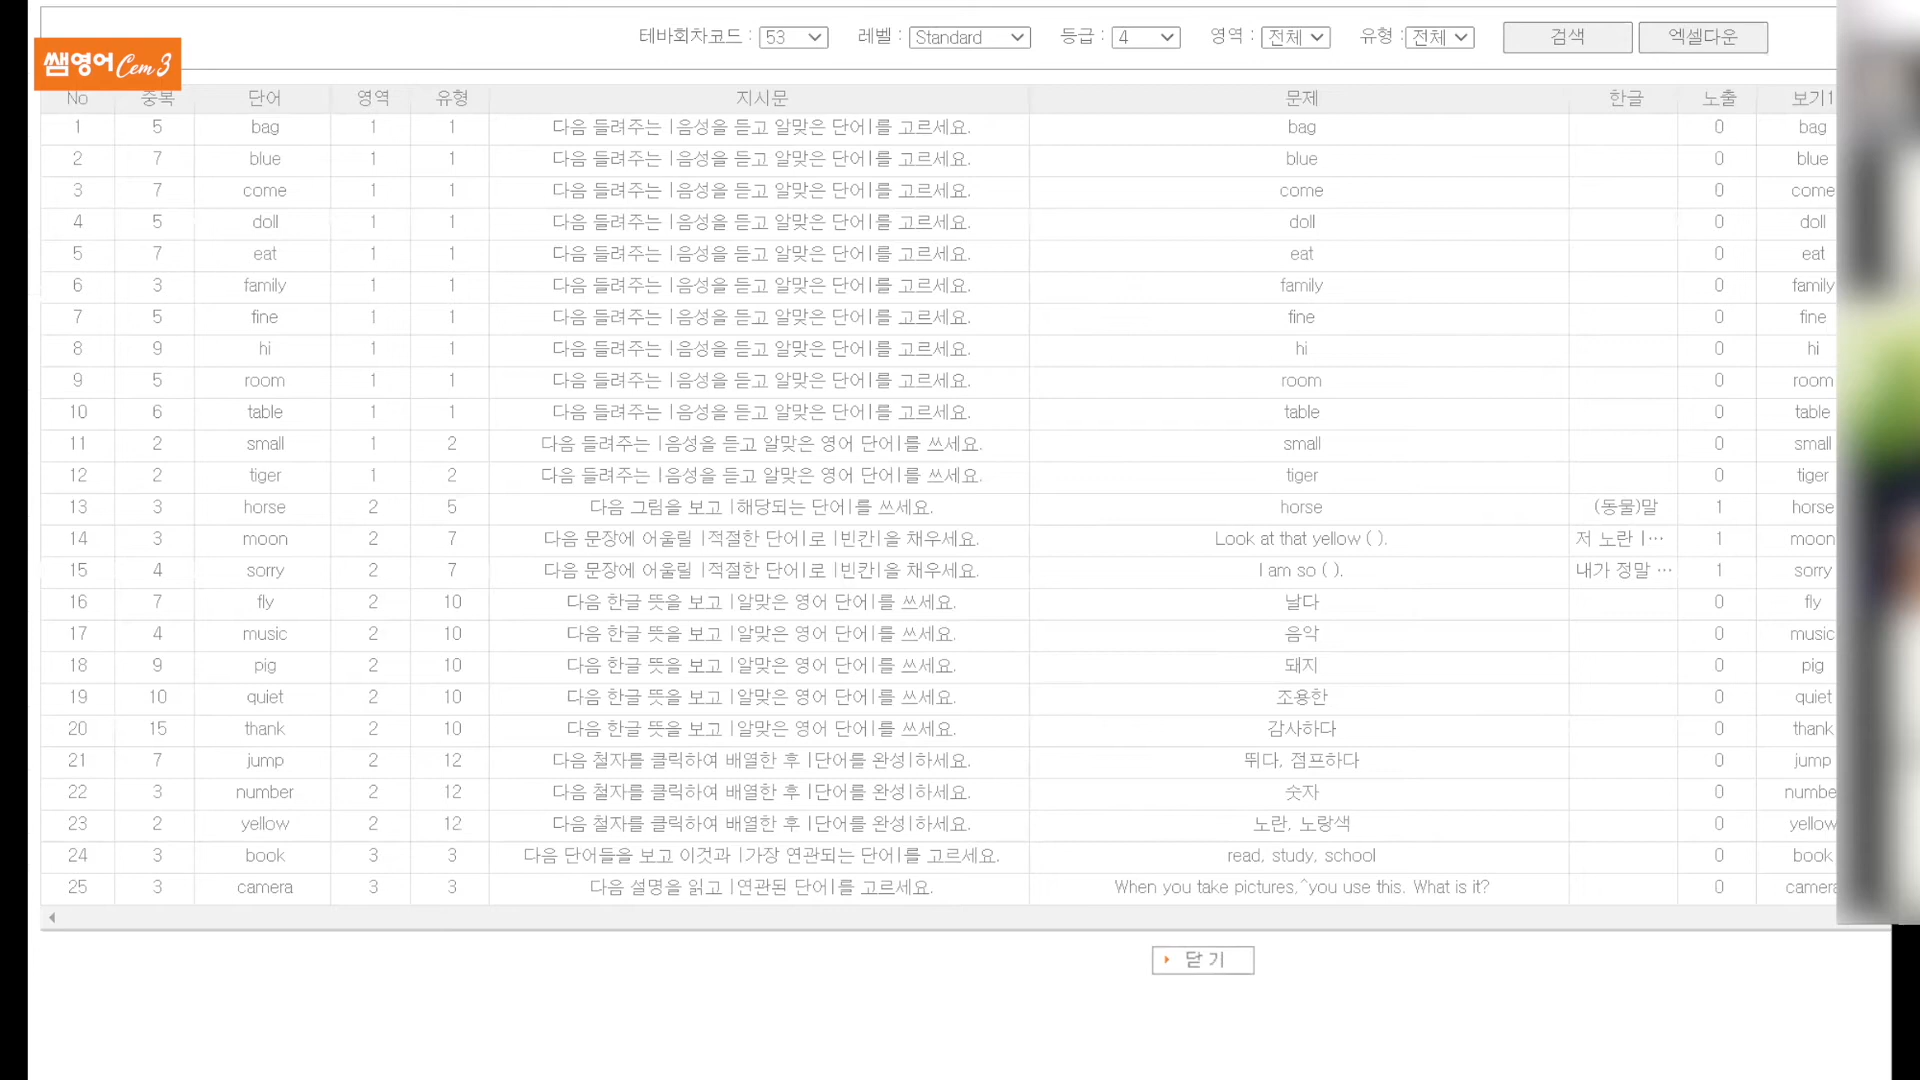 테바회차코드 : 53 레벨 : Standard 등급 : 4 영역 : 전체 유형 : 전체 검색 엑셀다운
쌤영어 Cem 3
No 중복 단어 영역 유형 지시문 문제 한글 노출 보기1
1 5 bag 1 1 다음 들려주는 |음성을 듣고 알맞은 단어|를 고르세요. bag 0 bag
2 7 blue 1 1 다음 들려주는 |음성을 듣고 알맞은 단어|를 고르세요. blue 0 blue
3 7 come 1 1 다음 들려주는 |음성을 듣고 알맞은 단어|를 고르세요. come 0 come
4 5 doll 1 1 다음 들려주는 |음성을 듣고 알맞은 단어|를 고르세요. doll 0 doll
5 7 eat 1 1 다음 들려주는 |음성을 듣고 알맞은 단어|를 고르세요. eat 0 eat
6 3 family 1 1 다음 들려주는 |음성을 듣고 알맞은 단어|를 고르세요. family 0 family
7 5 fine 1 1 다음 들려주는 |음성을 듣고 알맞은 단어|를 고르세요. fine 0 fine
8 9 hi 1 1 다음 들려주는 |음성을 듣고 알맞은 단어|를 고르세요. hi 0 hi
9 5 room 1 1 다음 들려주는 |음성을 듣고 알맞은 단어|를 고르세요. room 0 room
10 6 table 1 1 다음 들려주는 |음성을 듣고 알맞은 단어|를 고르세요. table 0 table
11 2 small 1 2 다음 들려주는 |음성을 듣고 알맞은 영어 단어|를 쓰세요. small 0 small
12 2 tiger 1 2 다음 들려주는 |음성을 듣고 알맞은 영어 단어|를 쓰세요. tiger 0 tiger
13 3 horse 2 5 다음 그림을 보고 |해당되는 단어|를 쓰세요. horse (동물)말 1 horse
14 3 moon 2 7 다음 문장에 어울릴 |적절한 단어|로 |빈칸|을 채우세요. Look at that yellow ( ). 저 노란 |… 1 moon
15 4 sorry 2 7 다음 문장에 어울릴 |적절한 단어|로 |빈칸|을 채우세요. I am so ( ). 내가 정말 … 1 sorry
16 7 fly 2 10 다음 한글 뜻을 보고 |알맞은 영어 단어|를 쓰세요. 날다 0 fly
17 4 music 2 10 다음 한글 뜻을 보고 |알맞은 영어 단어|를 쓰세요. 음악 0 music
18 9 pig 2 10 다음 한글 뜻을 보고 |알맞은 영어 단어|를 쓰세요. 돼지 0 pig
19 10 quiet 2 10 다음 한글 뜻을 보고 |알맞은 영어 단어|를 쓰세요. 조용한 0 quiet
20 15 thank 2 10 다음 한글 뜻을 보고 |알맞은 영어 단어|를 쓰세요. 감사하다 0 thank
21 7 jump 2 12 다음 철자를 클릭하여 배열한 후 |단어를 완성|하세요. 뛰다, 점프하다 0 jump
22 3 number 2 12 다음 철자를 클릭하여 배열한 후 |단어를 완성|하세요. 숫자 0 numbe
23 2 yellow 2 12 다음 철자를 클릭하여 배열한 후 |단어를 완성|하세요. 노란, 노랑색 0 yellow
24 3 book 3 3 다음 단어들을 보고 이것과 |가장 연관되는 단어|를 고르세요. read, study, school 0 book
25 3 camera 3 3 다음 설명을 읽고 |연관된 단어|를 고르세요. When you take pictures,^you use this. What is it? 0 camera
닫 기